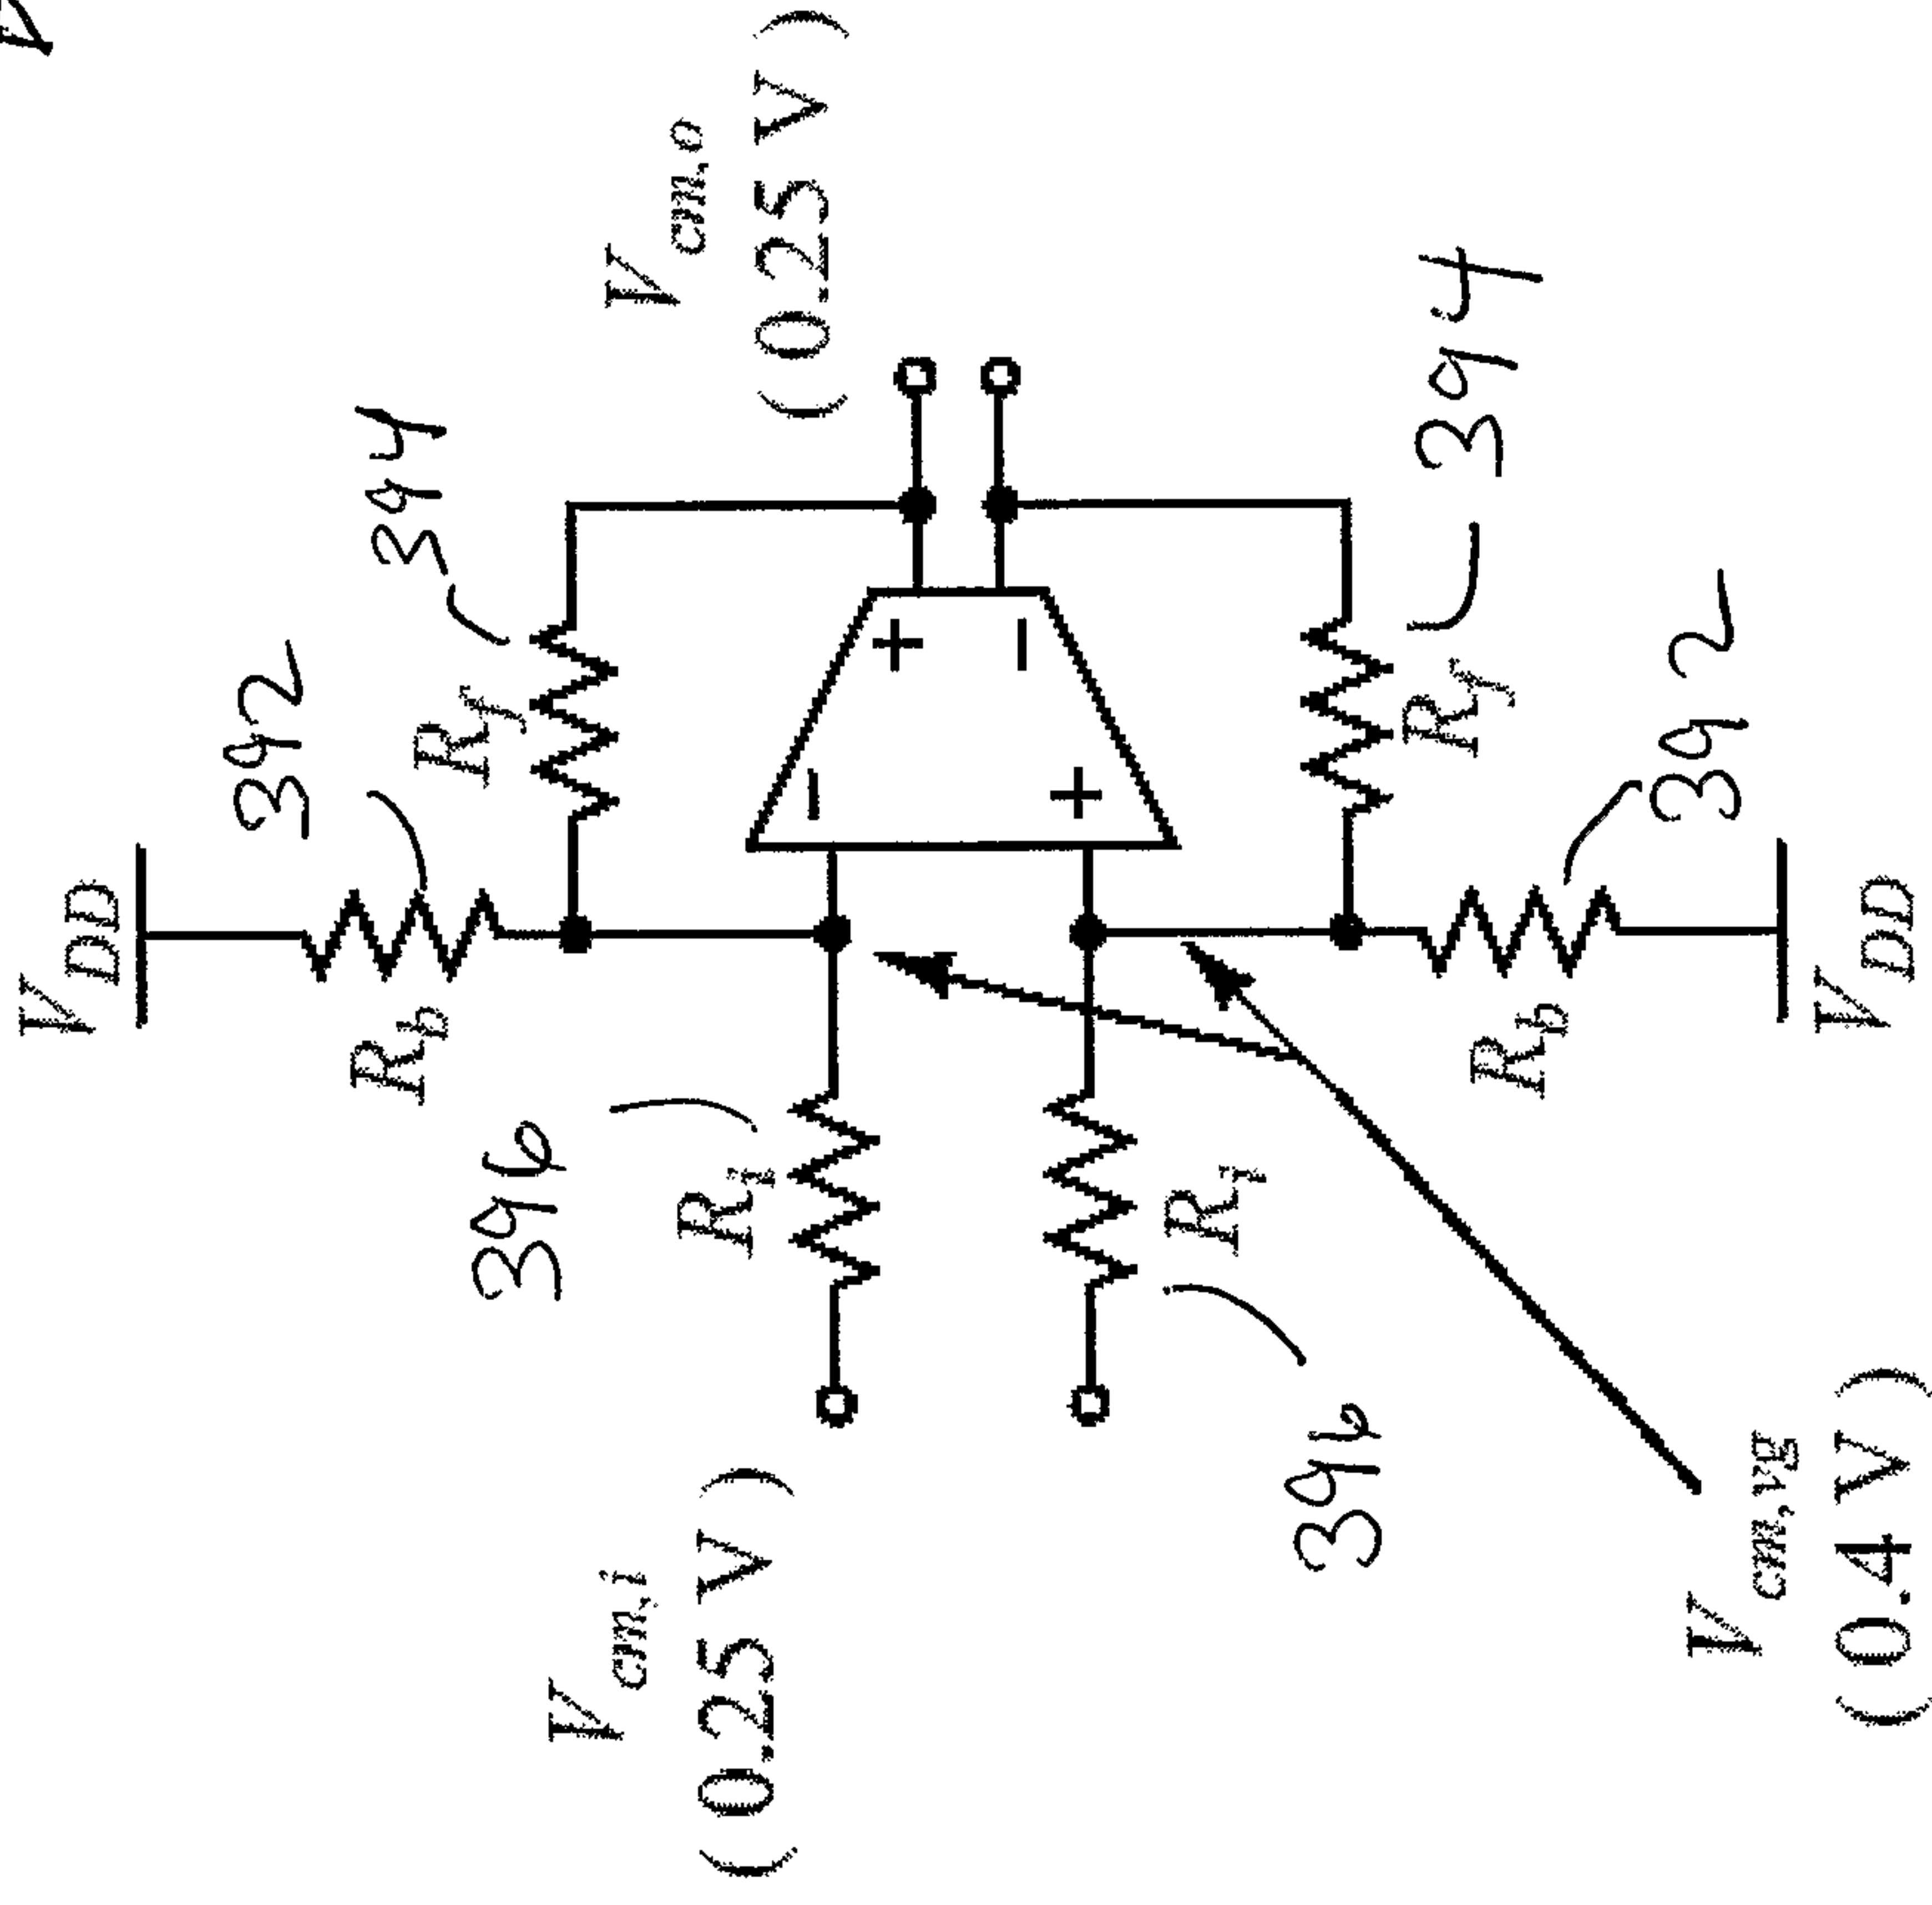 V_DD
392
R_b
394
R_f
396
R_i
V_cm,i
( 0.25 V )
V_cm,o
( 0.25 V )
−
+
+
−
R_i
396
R_f
394
R_b
392
V_DD
V_cm,vg
( 0.4 V )